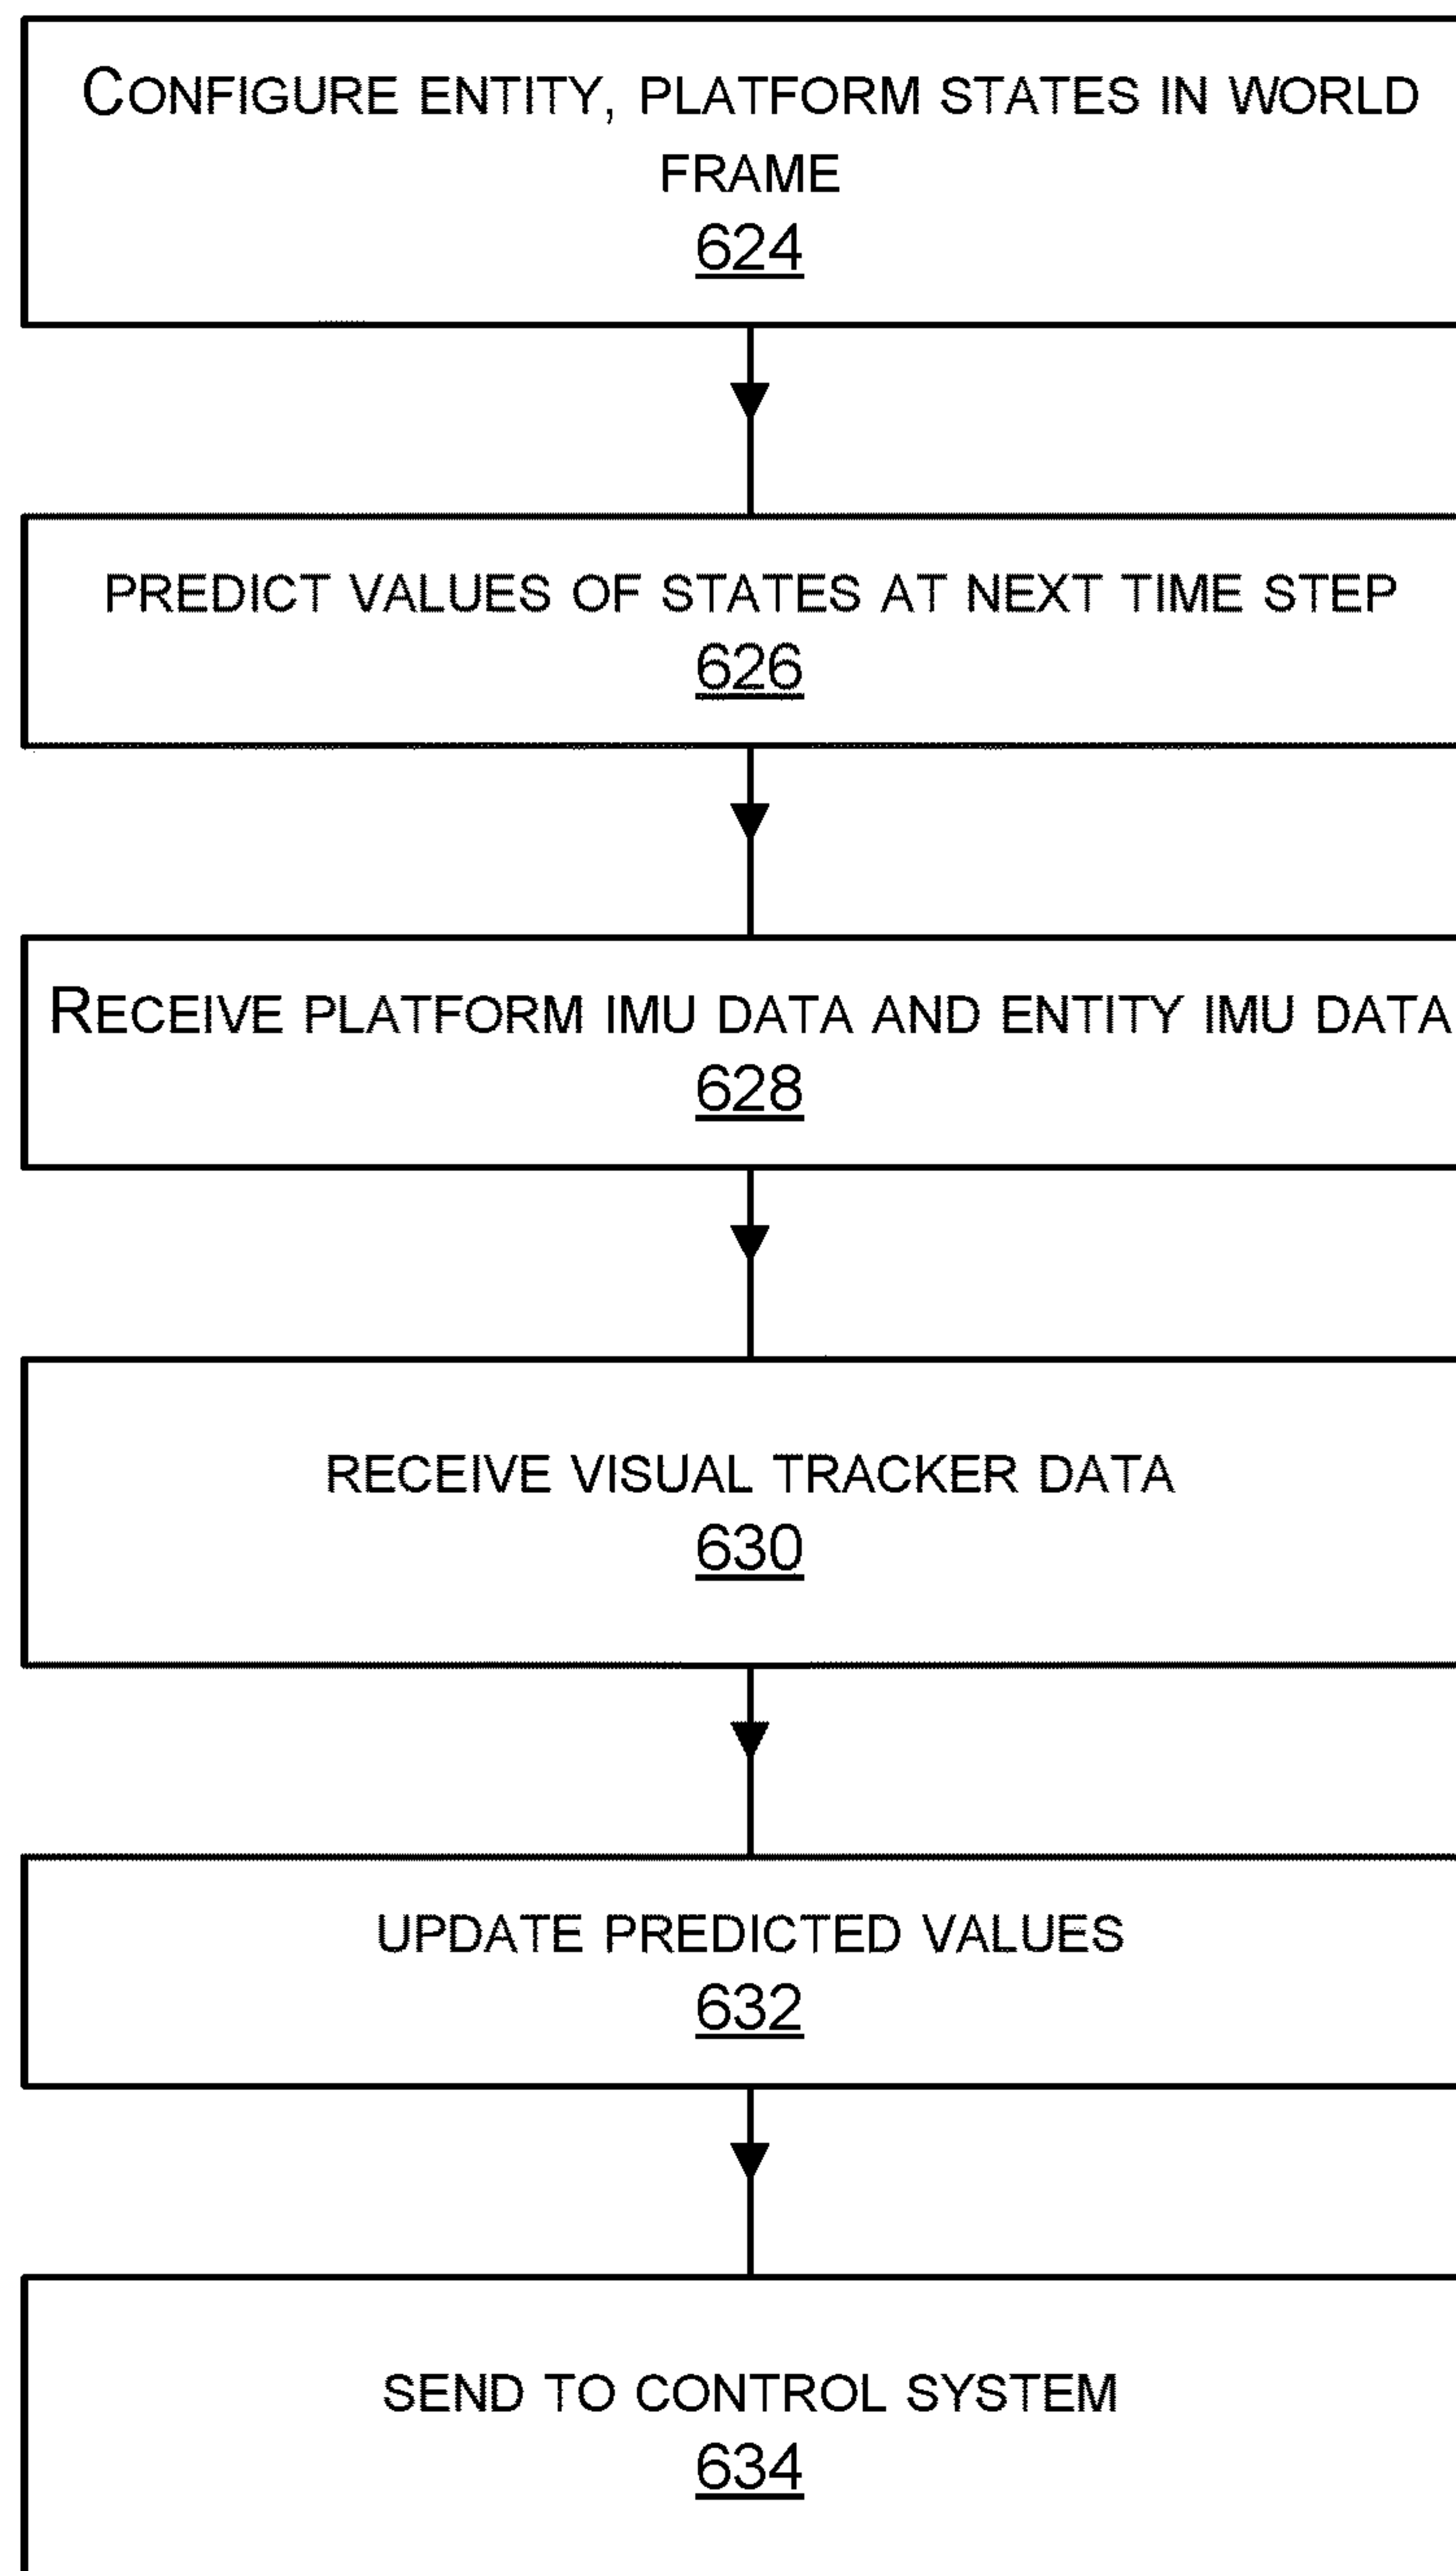 CONFIGURE ENTITY, PLATFORM STATES IN WORLD
FRAME
624
PREDICT VALUES OF STATES AT NEXT TIME STEP
626
RECEIVE PLATFORM IMU DATA AND ENTITY IMU DATA
628
RECEIVE VISUAL TRACKER DATA
630
UPDATE PREDICTED VALUES
632
SEND TO CONTROL SYSTEM
634